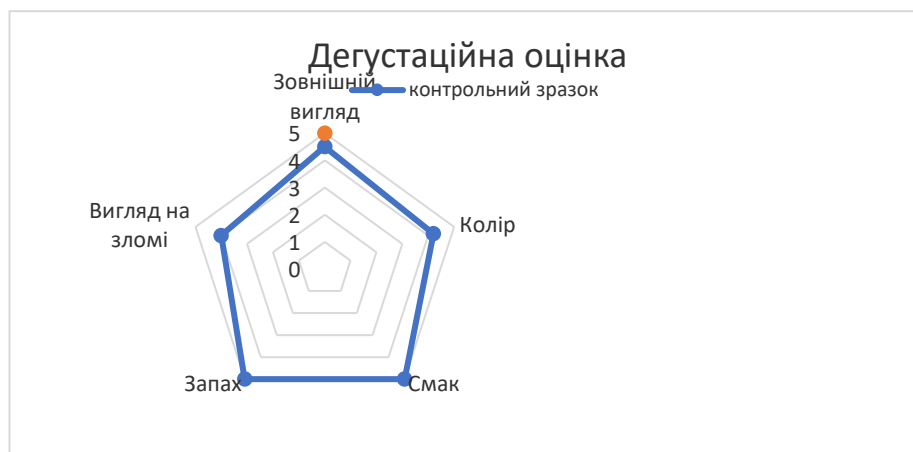 Дегустаційна оцінка
контрольний зразок
Зовнішній
вигляд
5
4
3
2
1
0
Колір
Смак
Запах
Вигляд на
зломі